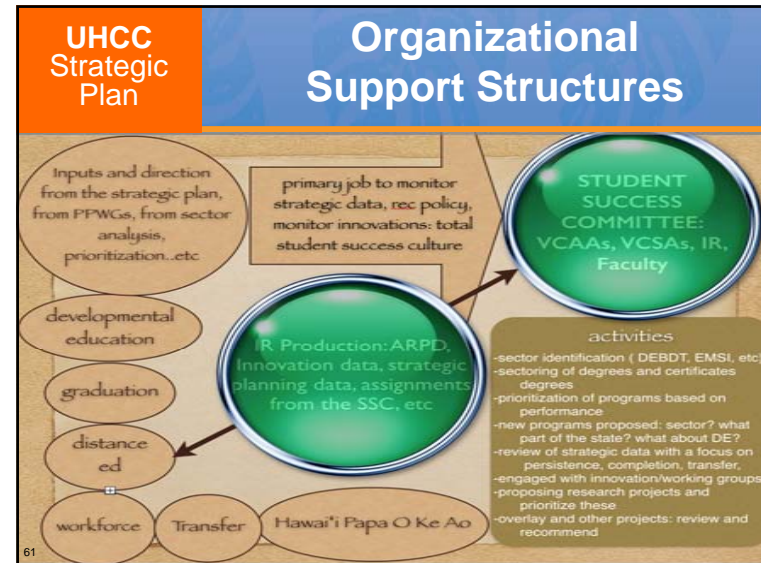 UHCC
Strategic
Plan
Organizational
Support Structures
Inputs and direction
from the strategic plan,
from PPWGs, from sector
analysis,
prioritization..etc
primary job to monitor
strategic data, rec policy,
monitor innovations: total
student success culture
STUDENT
SUCCESS
COMMITTEE:
VCAAs, VCSAs, IR,
Faculty
developmental
education
graduation
distance
ed
workforce
Transfer
Hawai'i Papa O Ke Ao
IR Production: ARPD,
Innovation data, strategic
planning data, assignments
from the SSC, etc
activities
-sector identification ( DEBDT, EMSI, etc)
-sectoring of degrees and certificates
degrees
-prioritization of programs based on
performance
-new programs proposed: sector? what
part of the state? what about DE?
-review of strategic data with a focus on
persistence, completion, transfer,
-engaged with innovation/working groups
-proposing research projects and
prioritize these
-overlay and other projects: review and
recommend
61